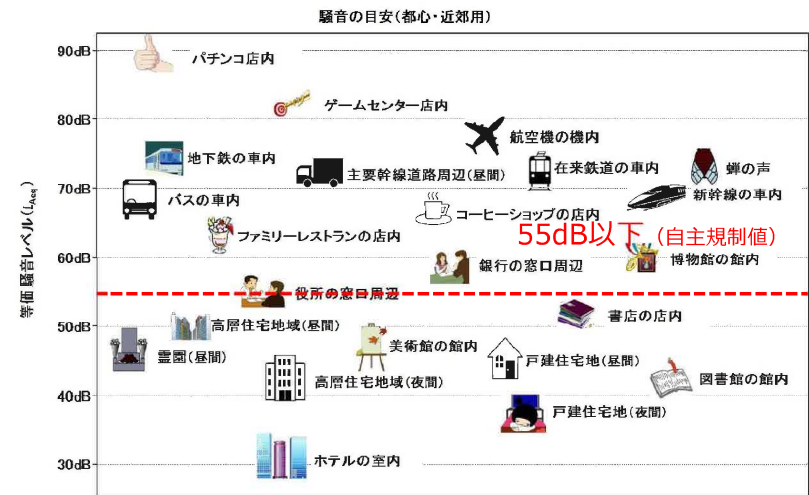 騒音の目安（都心・近郊用）
90dB
パチンコ店内
ゲームセンター店内
80dB
航空機の機内
地下鉄の車内
主要幹線道路周辺（昼間）
在来鉄道の車内
蝉の声
70dB
バスの車内
新幹線の車内
コーヒーショップの店内
ファミリーレストランの店内
55dB以下（自主規制値）
60dB
銀行の窓口周辺
博物館の館内
役所の窓口周辺
50dB
高層住宅地域（昼間）
書店の店内
霊園（昼間）
美術館の館内
戸建住宅地（昼間）
高層住宅地域（夜間）
図書館の館内
40dB
戸建住宅地（夜間）
30dB
ホテルの室内
等価騒音レベル（LAeq）